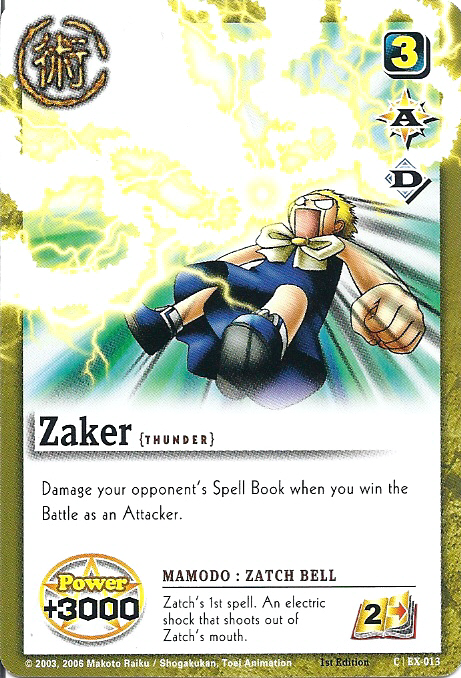 術
3
A
D
Zaker {THUNDER}
Damage your opponent's Spell Book when you win the
Battle as an Attacker.
Power
+3000
MAMODO : ZATCH BELL
Zatch's 1st spell. An electric
shock that shoots out of
Zatch's mouth.
2
© 2003, 2006 Makoto Raiku / Shogakukan, Toei Animation 1st Edition C | EX-013